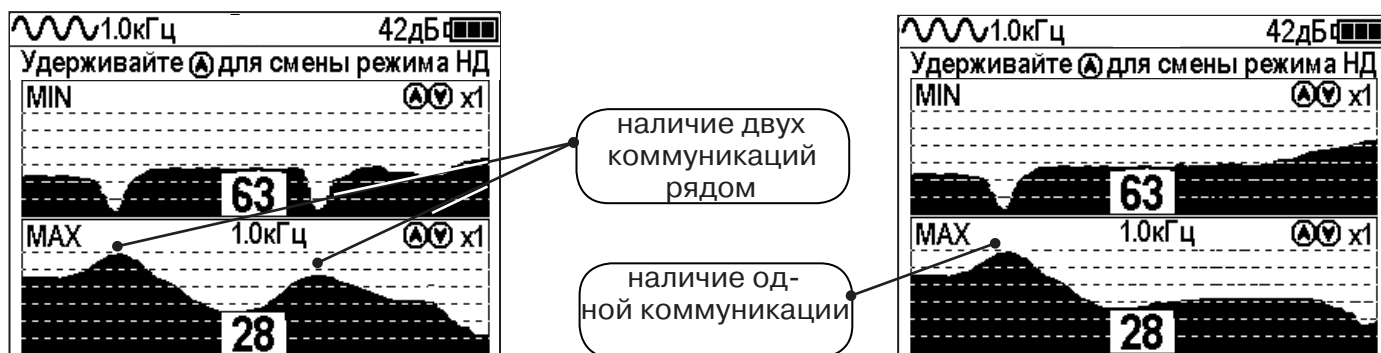 1.0кГц 42дБ
Удерживайте Ⓐ для смены режима НД
MIN Ⓐ Ⓨ x1
63
MAX 1.0кГц Ⓐ Ⓨ x1
28
наличие двух
коммуникаций
рядом
наличие од-
ной коммуникации
1.0кГц 42дБ
Удерживайте Ⓐ для смены режима НД
MIN Ⓐ Ⓨ x1
63
MAX 1.0кГц Ⓐ Ⓨ x1
28